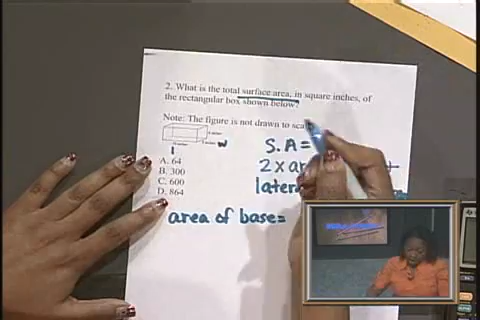 2. What is the total surface area, in square inches, of
the rectangular box shown below?
Note: The figure is not drawn to sca
l w
A. 64
B. 300
C. 600
D. 864
S.A=
2 x ar +
later
area of base=